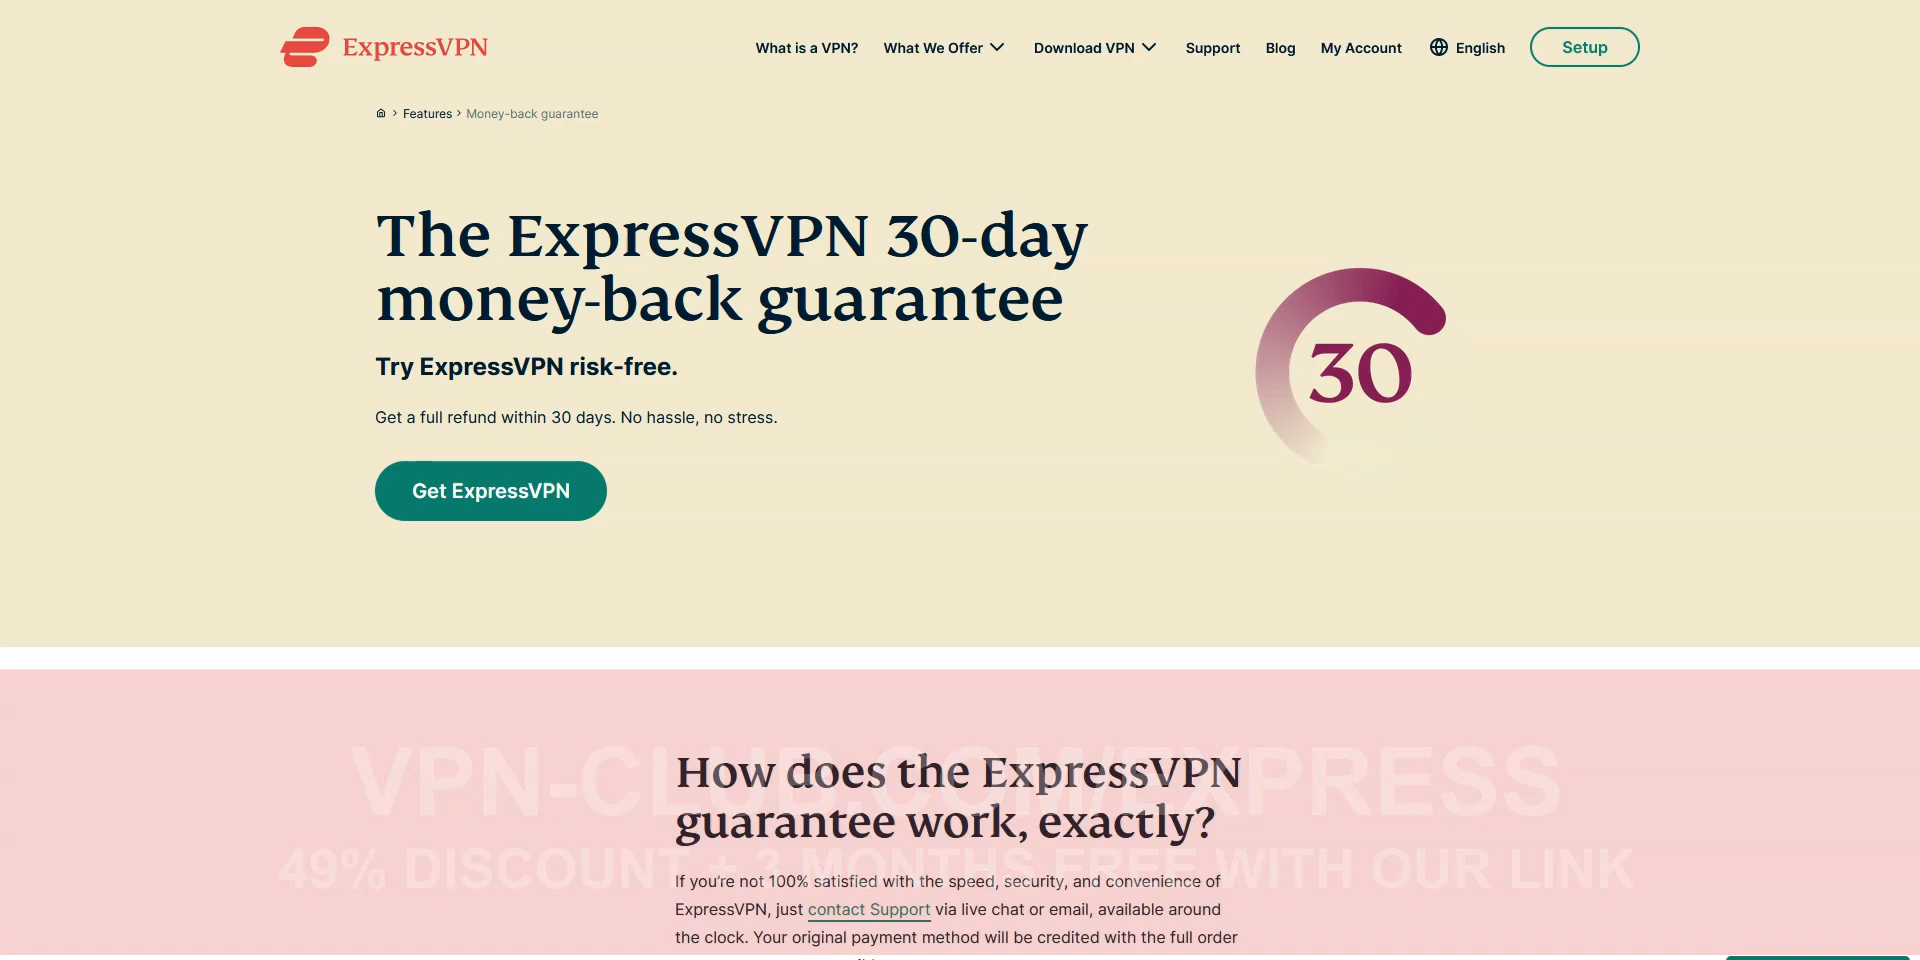 ExpressVPN
What is a VPN? What We Offer Download VPN Support Blog My Account English Setup
Features > Money-back guarantee
The ExpressVPN 30-day
money-back guarantee
Try ExpressVPN risk-free.
Get a full refund within 30 days. No hassle, no stress.
Get ExpressVPN
30
How does the ExpressVPN
guarantee work, exactly?
VPN-CLUB.COM/EXPRESS
49% DISCOUNT + 3 MONTHS FREE WITH OUR LINK
If you're not 100% satisfied with the speed, security, and convenience of
ExpressVPN, just contact Support via live chat or email, available around
the clock. Your original payment method will be credited with the full order